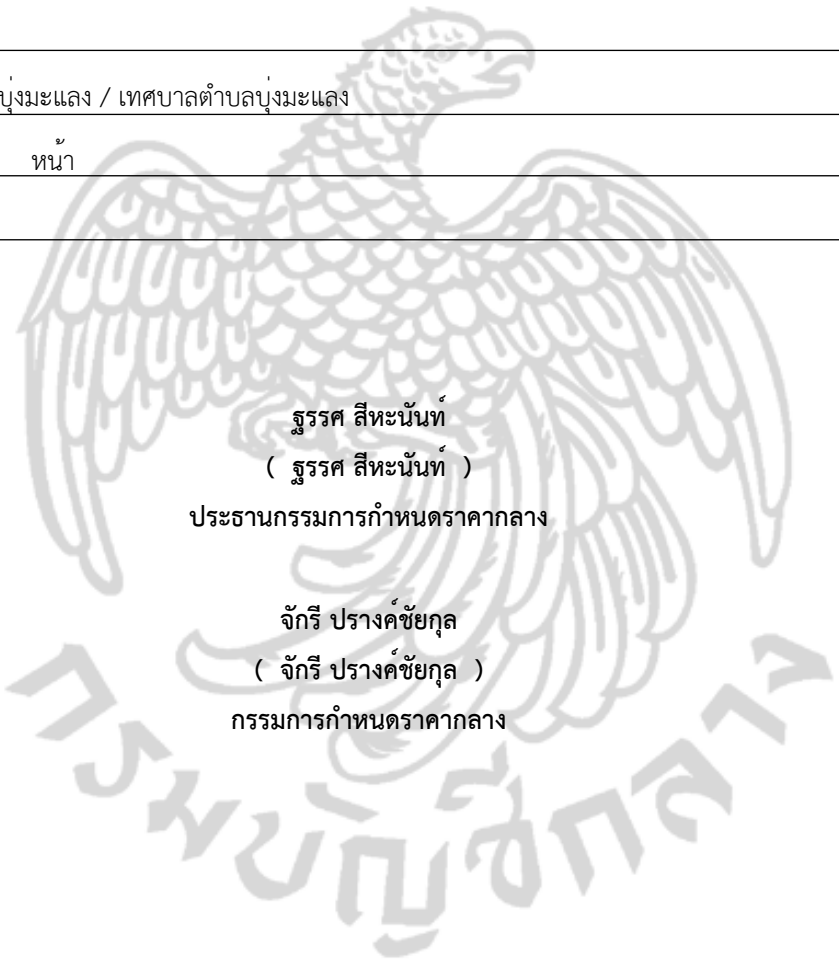 บุ่งมะแลง / เทศบาลตำบลบุ่งมะแลง
หน้า
ฐรรศ สีหะนันท์
( ฐรรศ สีหะนันท์ )
ประธานกรรมการกำหนดราคากลาง
จักรี ปรางค์ชัยกุล
( จักรี ปรางค์ชัยกุล )
กรรมการกำหนดราคากลาง
กรมบัญชีกลาง